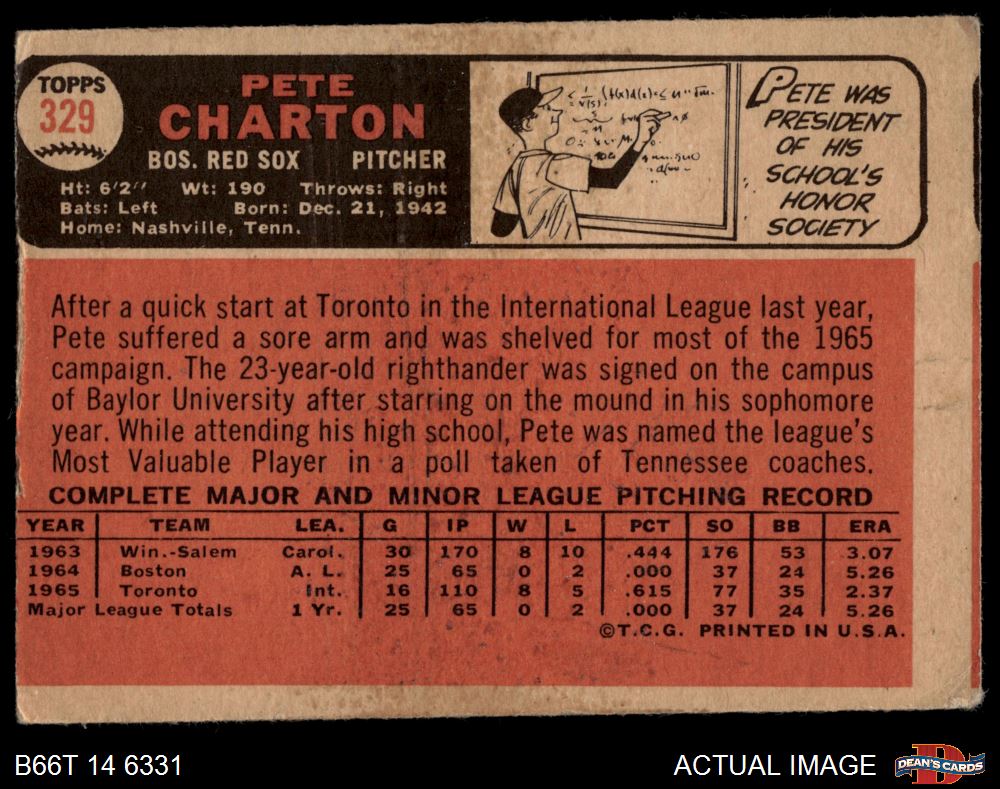 TOPPS
329
PETE
CHARTON
BOS. RED SOX PITCHER
Ht: 6'2" Wt: 190 Throws: Right
Bats: Left Born: Dec. 21, 1942
Home: Nashville, Tenn.
PETE WAS
PRESIDENT
OF HIS
SCHOOL'S
HONOR
SOCIETY
After a quick start at Toronto in the International League last year,
Pete suffered a sore arm and was shelved for most of the 1965
campaign. The 23-year-old righthander was signed on the campus
of Baylor University after starring on the mound in his sophomore
year. While attending his high school, Pete was named the league's
Most Valuable Player in a poll taken of Tennessee coaches.
COMPLETE MAJOR AND MINOR LEAGUE PITCHING RECORD
YEAR TEAM LEA. G IP W L PCT SO BB ERA
1963 Win.-Salem Carol. 30 170 8 10 .444 176 53 3.07
1964 Boston A. L. 25 65 0 2 .000 37 24 5.26
1965 Toronto Int. 16 110 8 5 .615 77 35 2.37
Major League Totals 1 Yr. 25 65 0 2 .000 37 24 5.26
©T.C.G. PRINTED IN U.S.A.
B66T 14 6331
ACTUAL IMAGE
D
DEAN'S CARDS